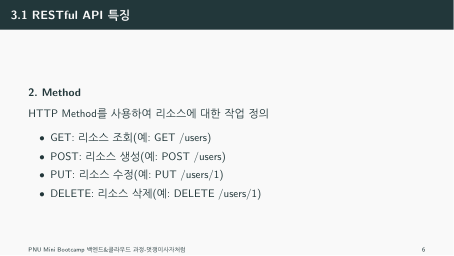 3.1 RESTful API 특징
2. Method
HTTP Method를 사용하여 리소스에 대한 작업 정의
• GET: 리소스 조회(예: GET /users)
• POST: 리소스 생성(예: POST /users)
• PUT: 리소스 수정(예: PUT /users/1)
• DELETE: 리소스 삭제(예: DELETE /users/1)
PNU Mini Bootcamp 백엔드&클라우드 과정-멋쟁이사자처럼
6